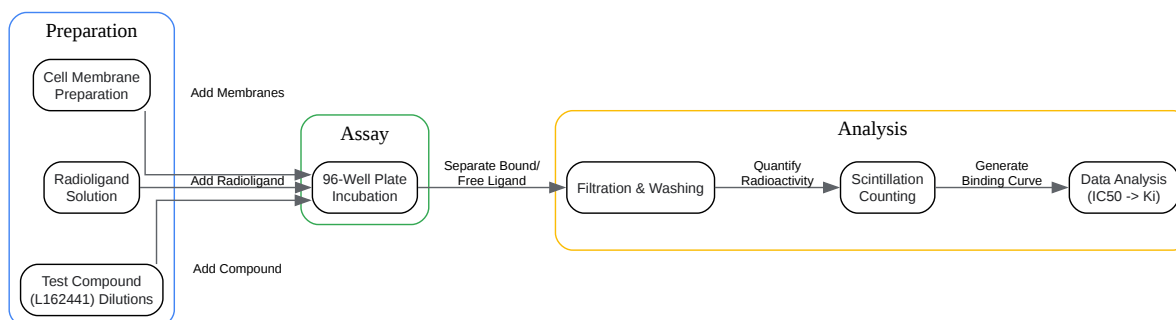 Preparation
Cell Membrane
Preparation
Add Membranes
Radioligand
Solution
Add Radioligand
Test Compound
(L162441) Dilutions
Add Compound
Assay
96-Well Plate
Incubation
Separate Bound/
Free Ligand
Analysis
Filtration & Washing
Quantify
Radioactivity
Scintillation
Counting
Generate
Binding Curve
Data Analysis
(IC50 -> Ki)